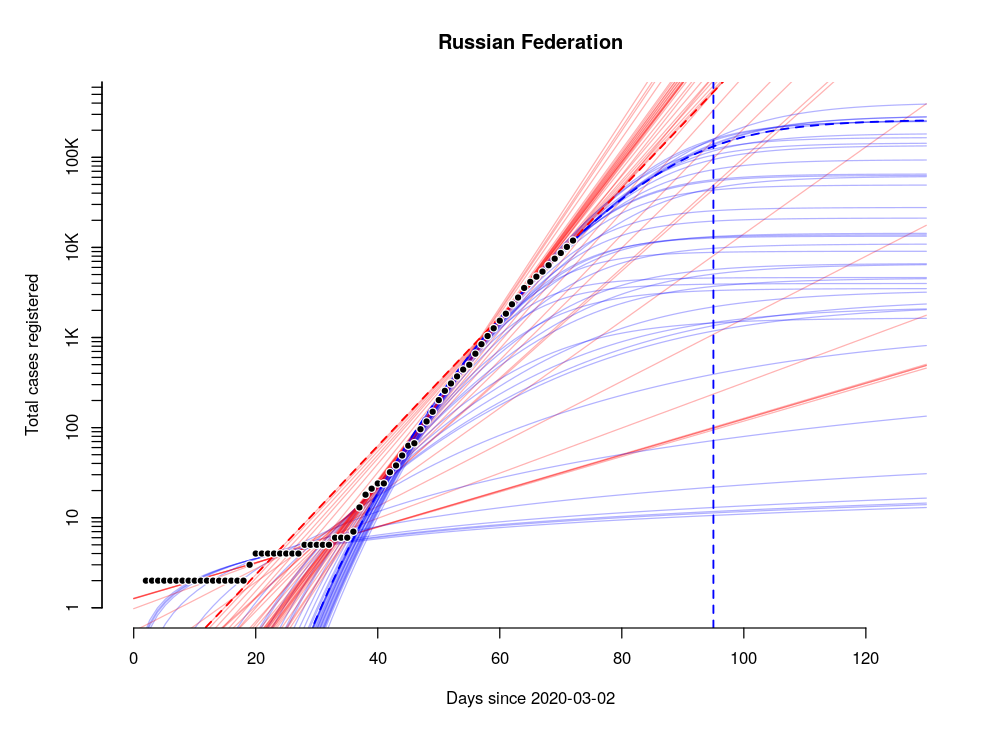 Russian Federation
Total cases registered
100K
10K
1K
100
10
1
0 20 40 60 80 100 120
Days since 2020-03-02